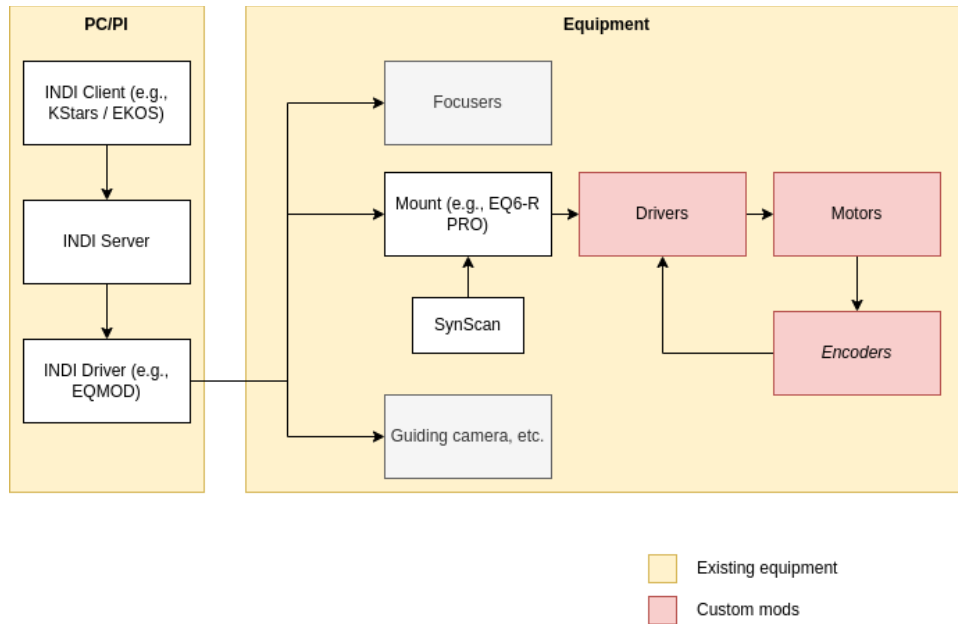 PC/PI
Equipment
INDI Client (e.g.,
KStars / EKOS)
INDI Server
INDI Driver (e.g.,
EQMOD)
Focusers
Mount (e.g., EQ6-R
PRO)
Drivers
Motors
SynScan
Encoders
Guiding camera, etc.
Existing equipment
Custom mods